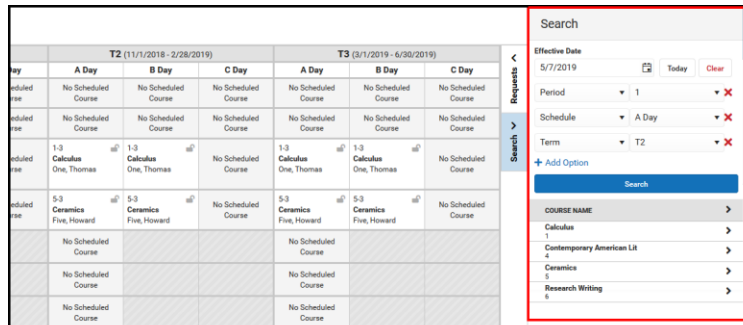 T2 (11/1/2018 - 2/28/2019) T3 (3/1/2019 - 6/30/2019)
A Day B Day C Day A Day B Day C Day
No Scheduled Course No Scheduled Course No Scheduled Course No Scheduled Course No Scheduled Course No Scheduled Course
No Scheduled Course No Scheduled Course No Scheduled Course No Scheduled Course No Scheduled Course No Scheduled Course
1-3 1-3 1-3 1-3
Calculus Calculus No Scheduled Course Calculus Calculus No Scheduled Course
One, Thomas One, Thomas One, Thomas One, Thomas
5-3 5-3 5-3 5-3
Ceramics Ceramics No Scheduled Course Ceramics Ceramics No Scheduled Course
Five, Howard Five, Howard Five, Howard Five, Howard
No Scheduled Course No Scheduled Course
No Scheduled Course No Scheduled Course
No Scheduled Course No Scheduled Course
Requests
Search
Search
Effective Date
5/7/2019 Today Clear
Period 1
Schedule A Day
Term T2
+ Add Option
Search
COURSE NAME
Calculus
1
Contemporary American Lit
4
Ceramics
5
Research Writing
6